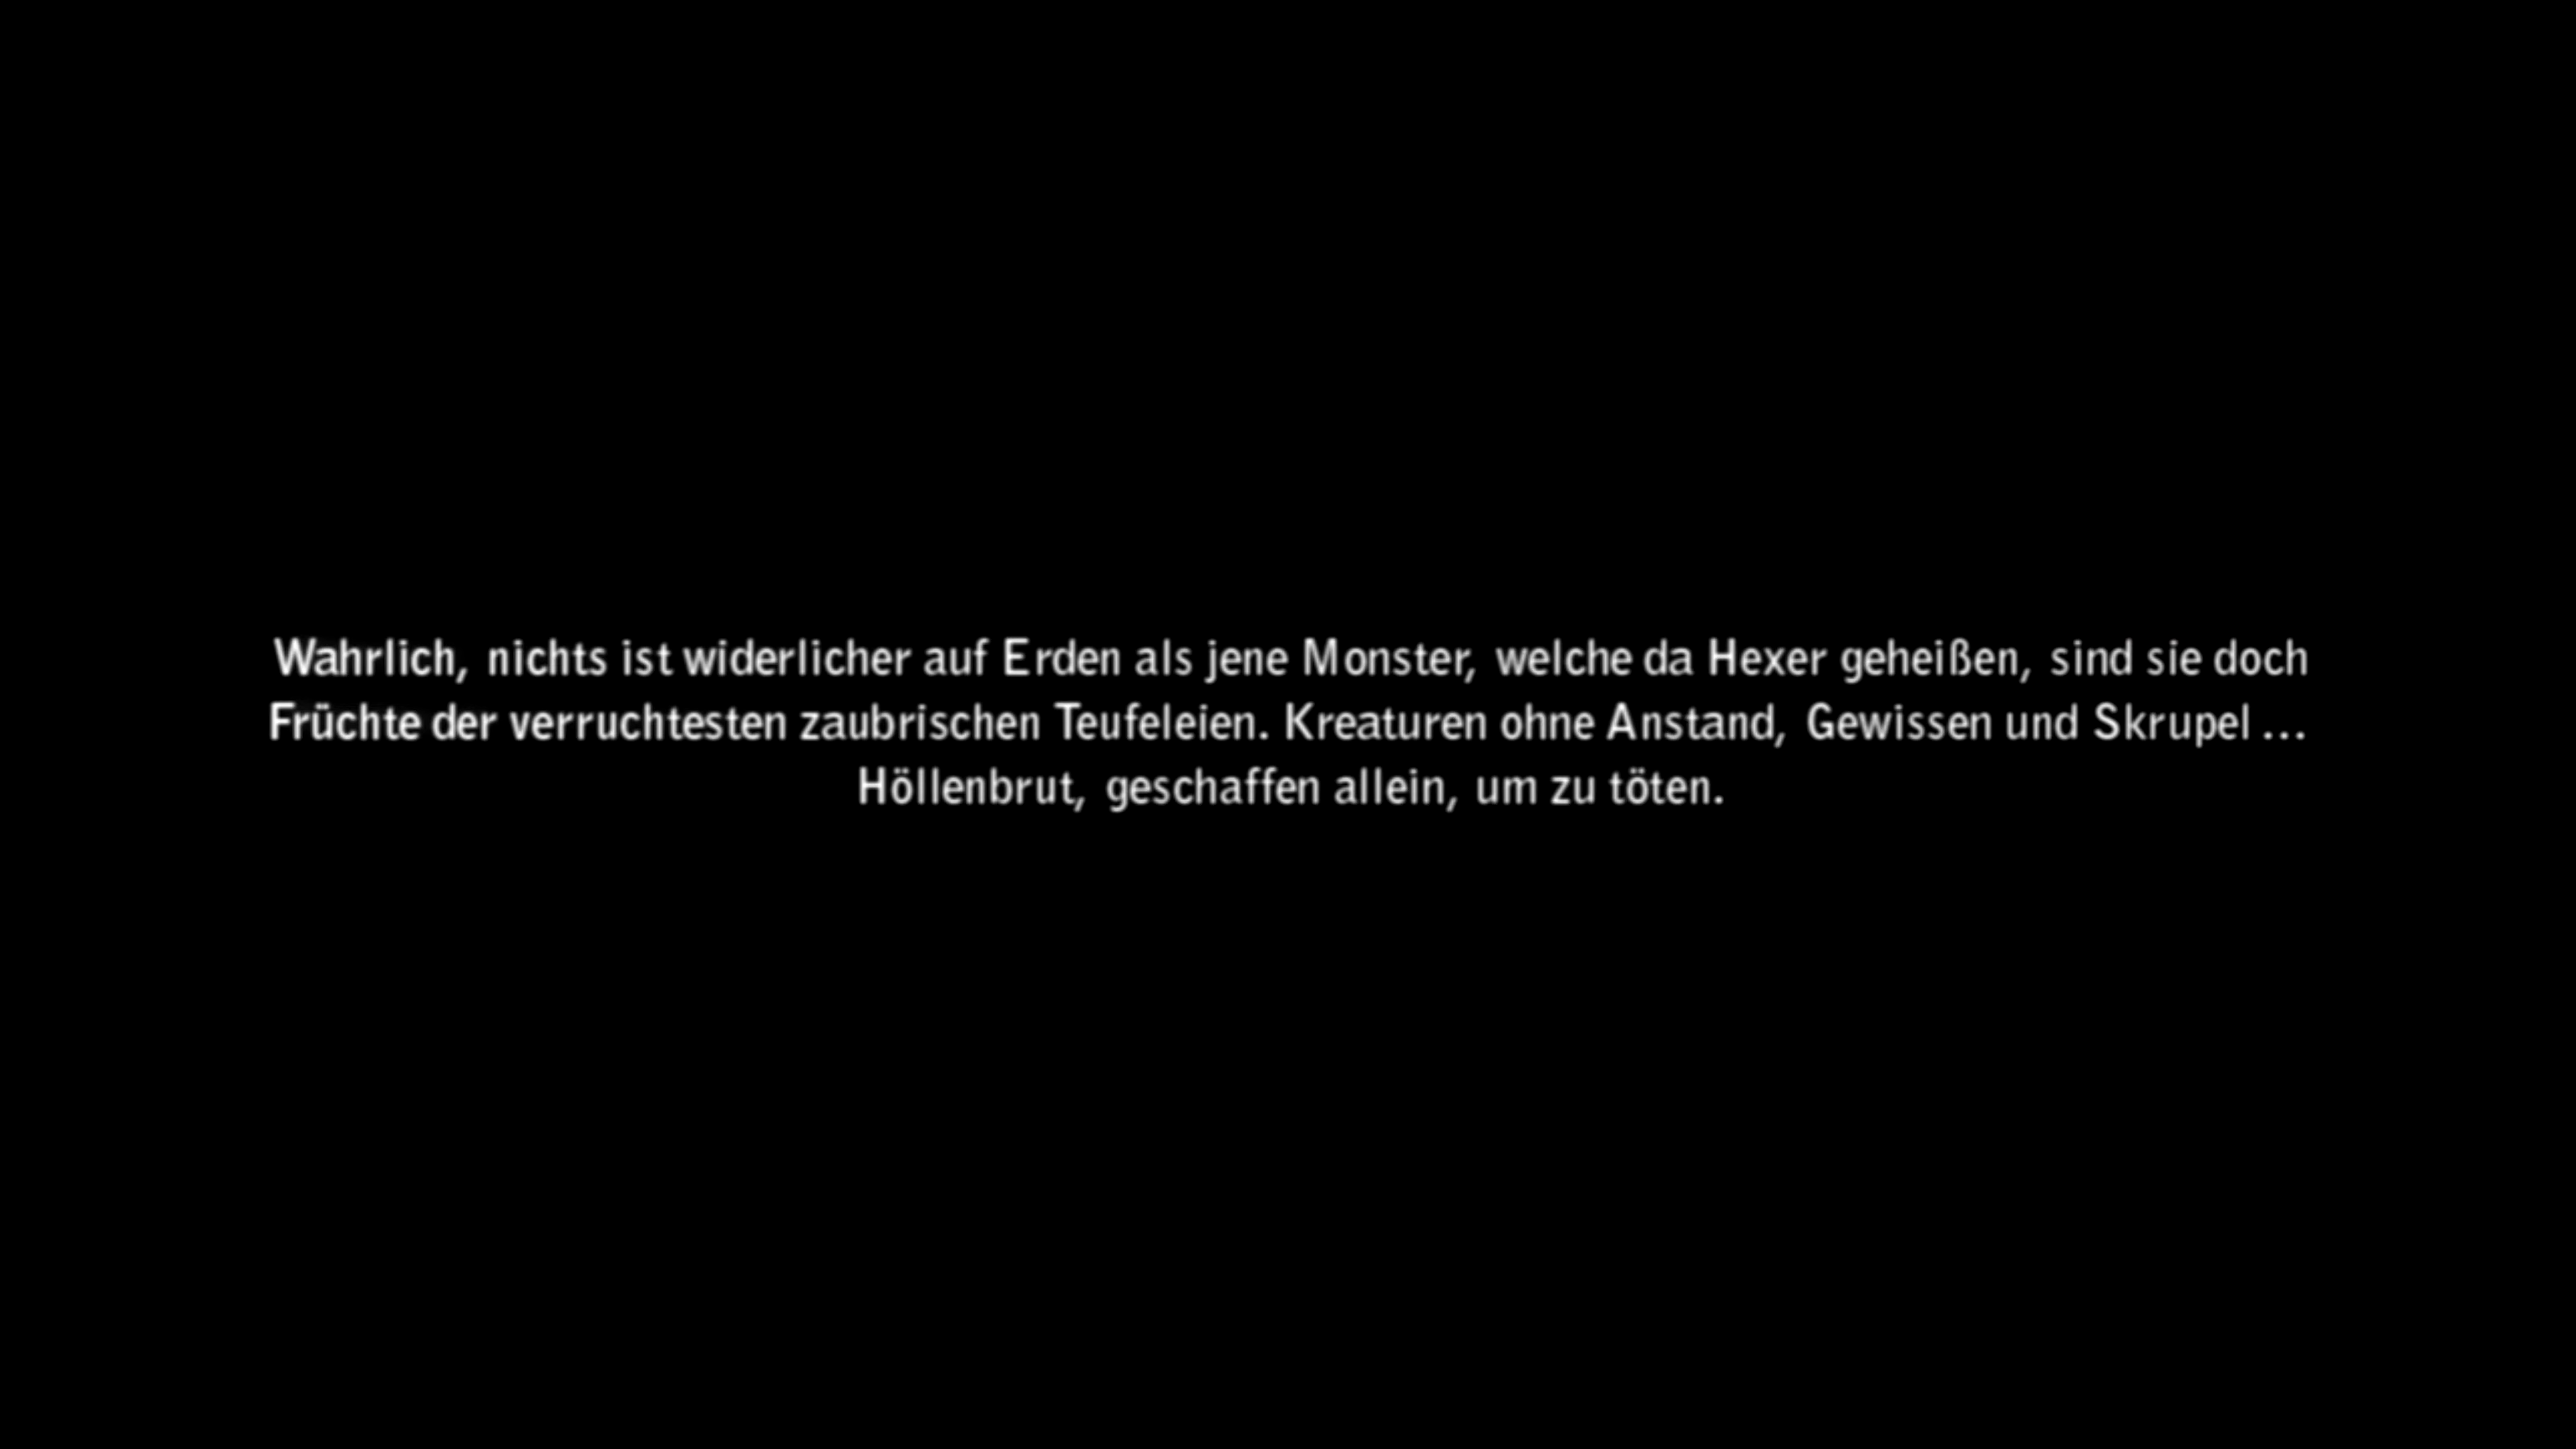 Wahrlich, nichts ist widerlicher auf Erden als jene Monster, welche da Hexer geheißen, sind sie doch
Früchte der verruchtesten zaubrischen Teufeleien. Kreaturen ohne Anstand, Gewissen und Skrupel ...
Höllenbrut, geschaffen allein, um zu töten.